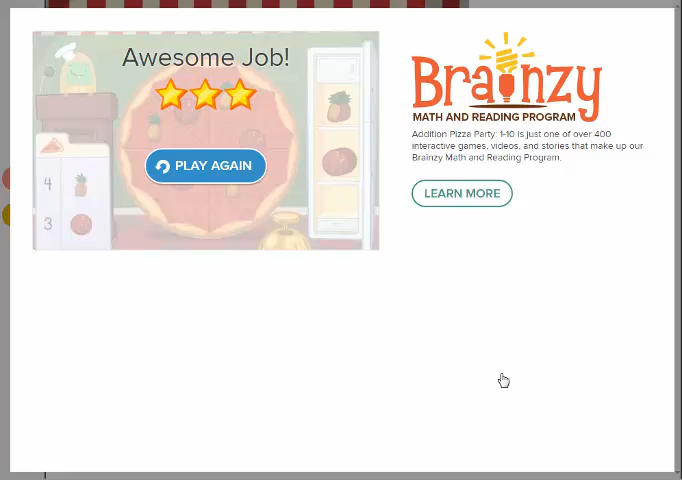 Awesome Job!
PLAY AGAIN
4
3
Brainzy
MATH AND READING PROGRAM
Addition Pizza Party: 1-10 is just one of over 400
interactive games, videos, and stories that make up our
Brainzy Math and Reading Program.
LEARN MORE